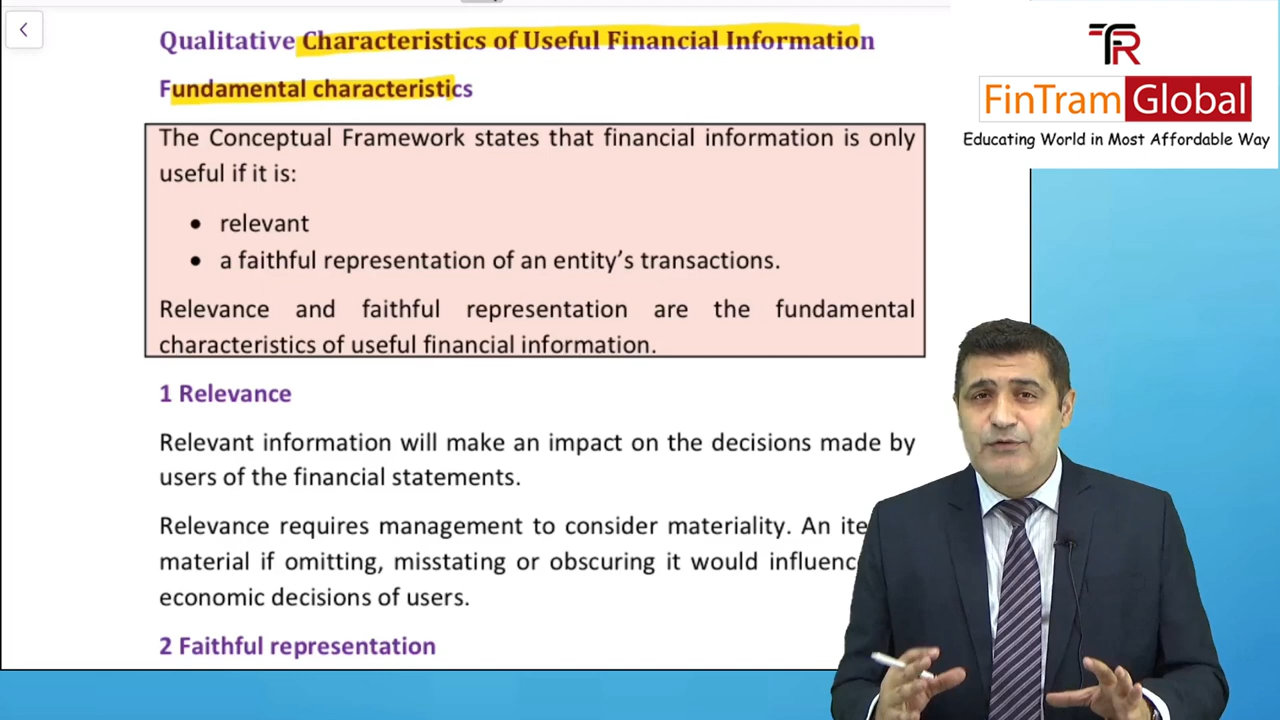 Qualitative Characteristics of Useful Financial Information
Fundamental characteristics
The Conceptual Framework states that financial information is only
useful if it is:
• relevant
• a faithful representation of an entity's transactions.
Relevance and faithful representation are the fundamental
characteristics of useful financial information.
1 Relevance
Relevant information will make an impact on the decisions made by
users of the financial statements.
Relevance requires management to consider materiality. An
material if omitting, misstating or obscuring it would
economic decisions of users.
2 Faithful representation
TFR
FinTram Global
Educating World in Most Affordable Way